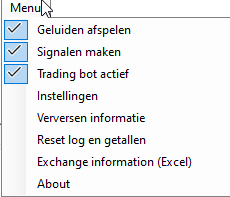 Menu
Geluiden afspelen
Signalen maken
Trading bot actief
Instellingen
Verversen informatie
Reset log en getallen
Exchange information (Excel)
About